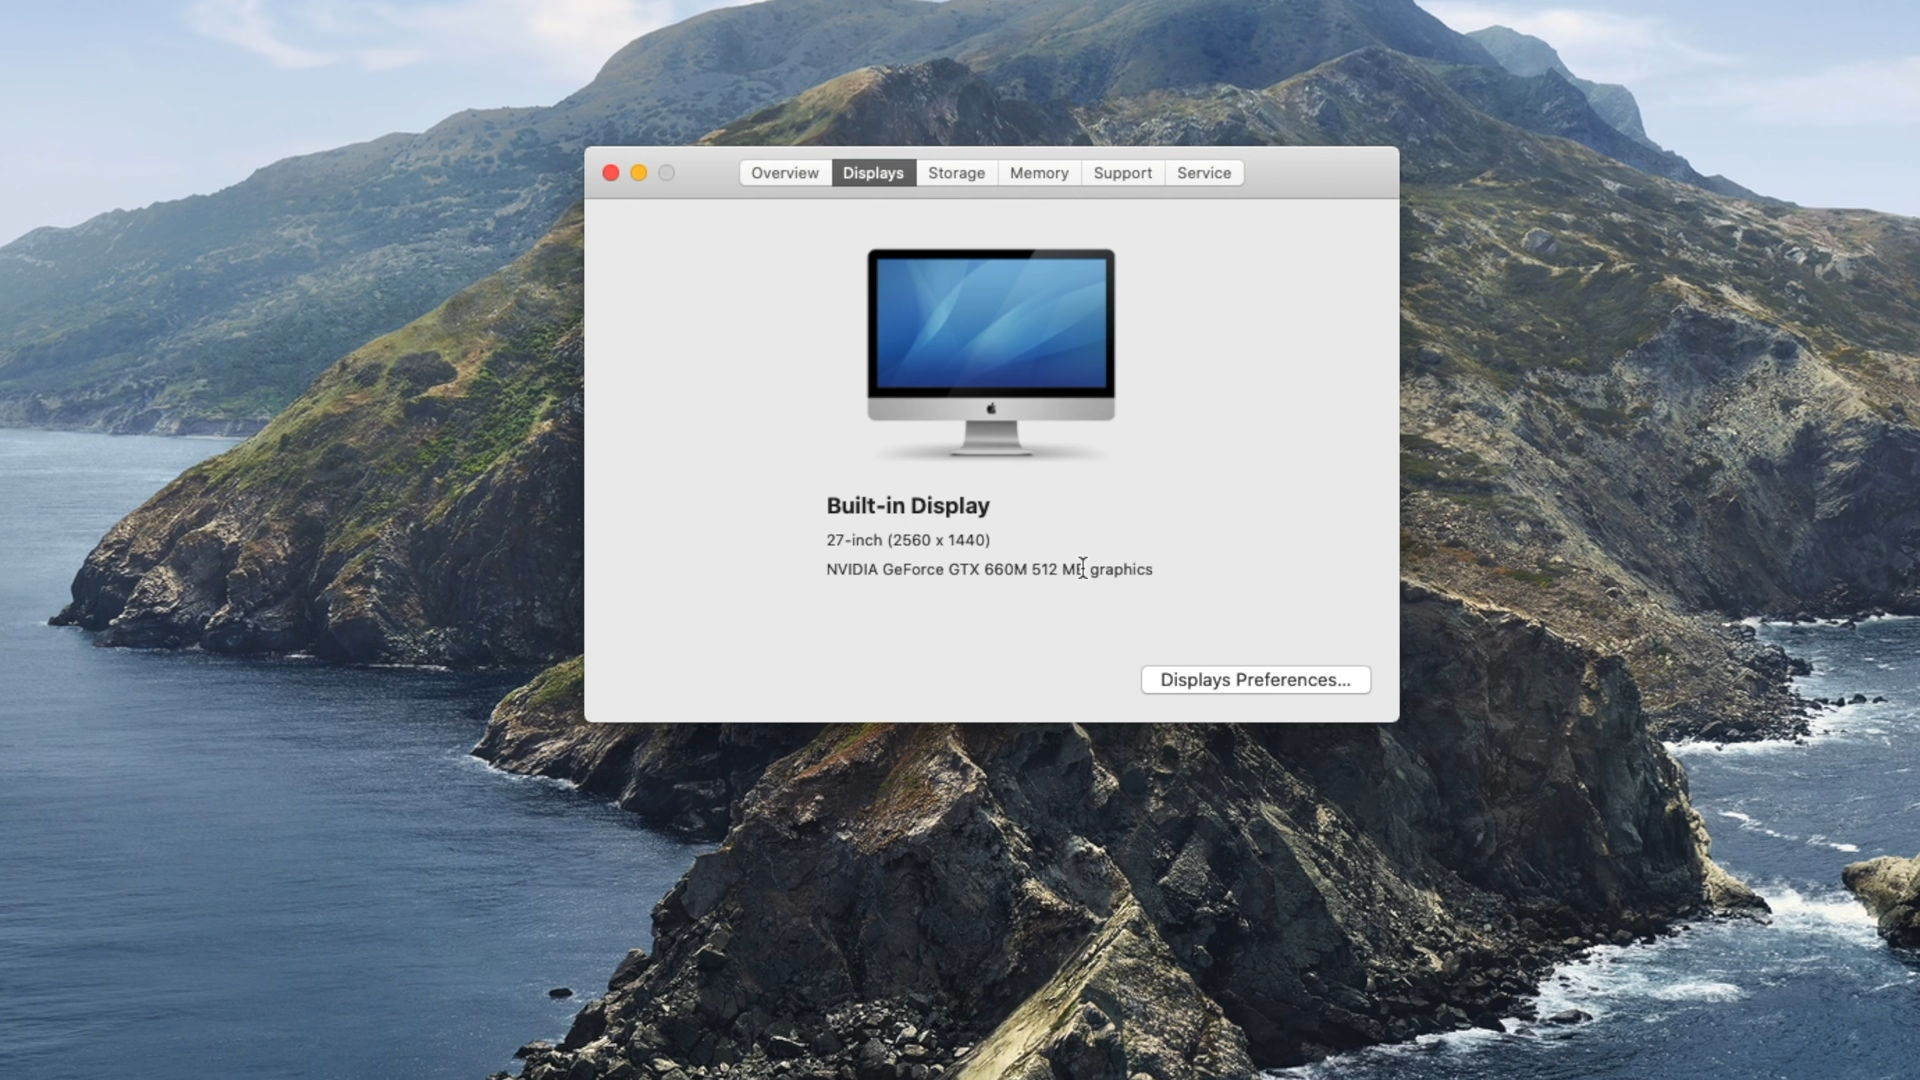 Overview Displays Storage Memory Support Service
Built-in Display
27-inch (2560 x 1440)
NVIDIA GeForce GTX 660M 512 MB graphics
Displays Preferences...